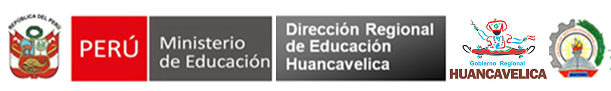 REPÚBLICA DEL PERÚ
PERÚ
Ministerio
de Educación
Dirección Regional
de Educación
Huancavelica
Gobierno Regional
HUANCAVELICA